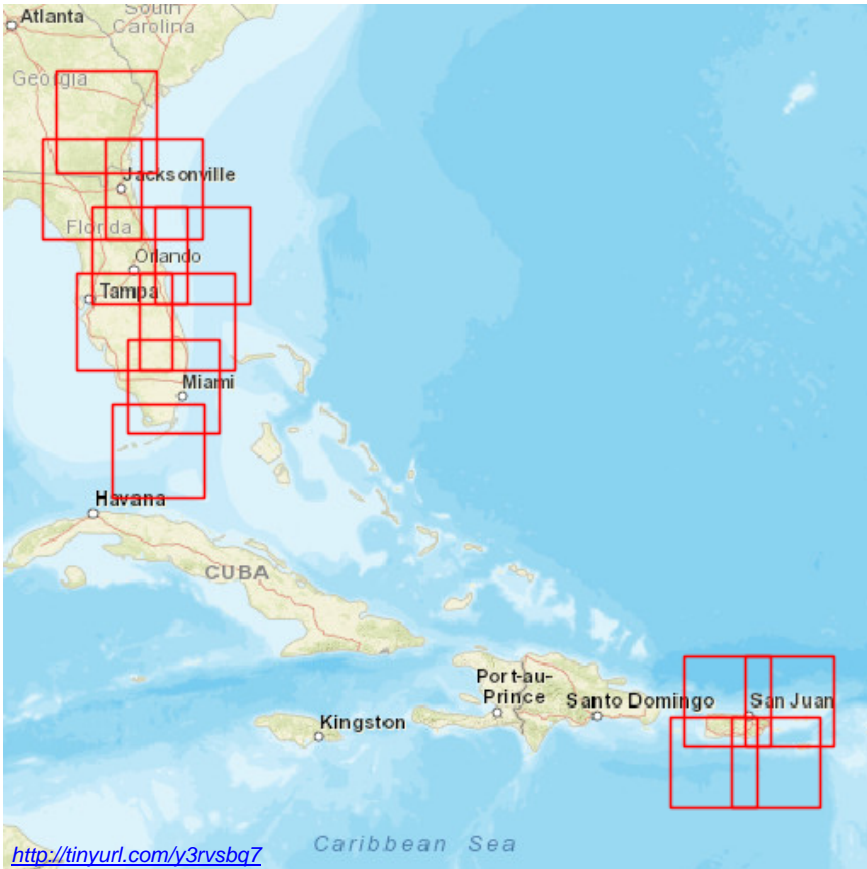 Atlanta
South
Carolina
Georgia
Jacksonville
Florida
Orlando
Tampa
Miami
Havana
CUBA
Port-au-
Prince
Santo Domingo
San Juan
Kingston
Caribbean Sea
http://tinyurl.com/y3rvsbq7